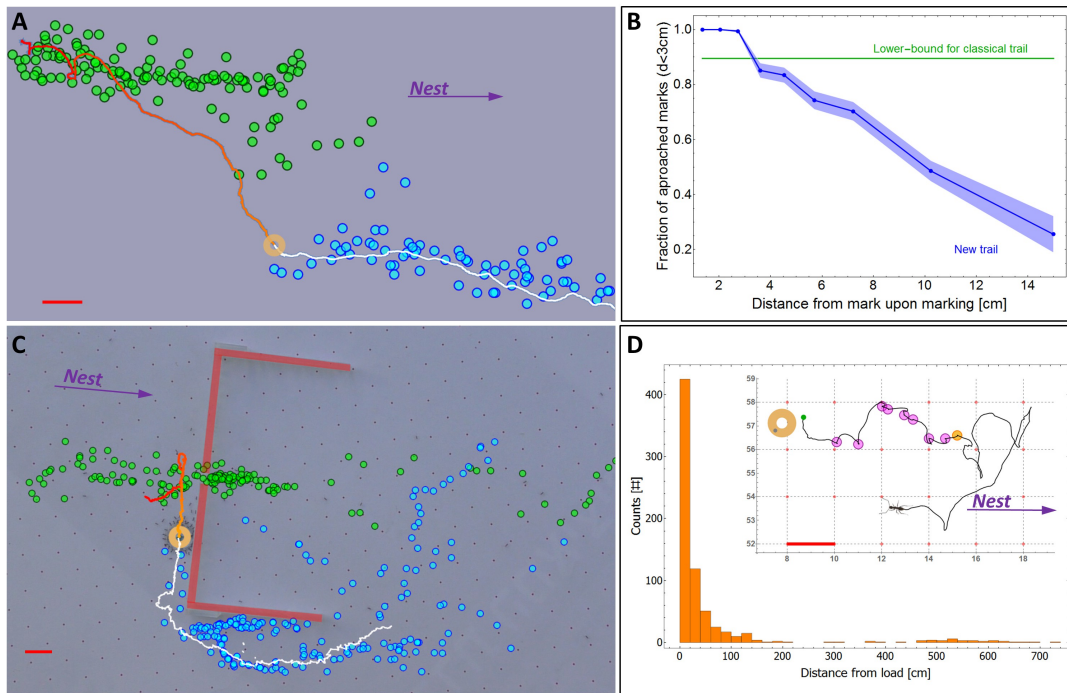 A
Nest
B
Fraction of aproached marks (d<3cm)
1.0
0.8
0.6
0.4
0.2
Lower-bound for classical trail
New trail
2 4 6 8 10 12 14
Distance from mark upon marking [cm]
C
Nest
D
Counts [#]
400
300
200
100
0
59
58
57
56
55
54
53
52
8 10 12 14 16 18
Nest
0 100 200 300 400 500 600 700
Distance from load [cm]